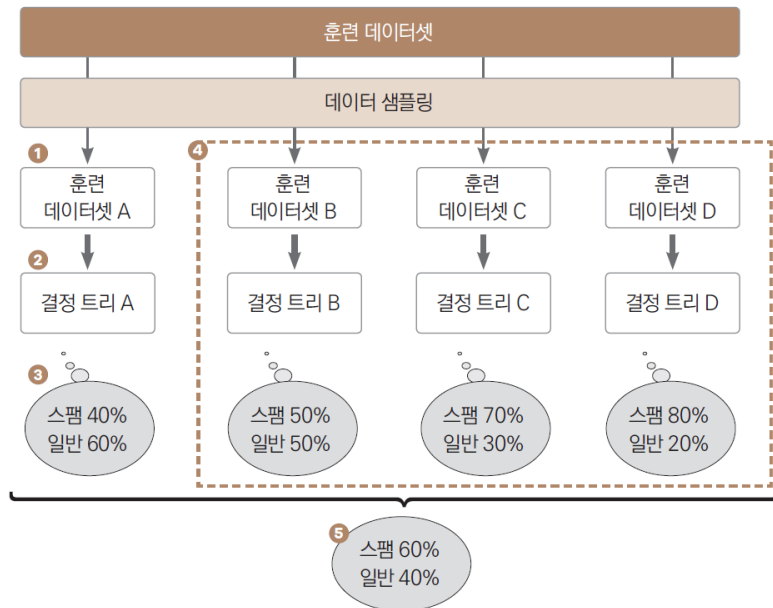 훈련 데이터셋
데이터 샘플링
1
4
훈련
데이터셋 A
훈련
데이터셋 B
훈련
데이터셋 C
훈련
데이터셋 D
2
결정 트리 A
결정 트리 B
결정 트리 C
결정 트리 D
3
스팸 40%
일반 60%
스팸 50%
일반 50%
스팸 70%
일반 30%
스팸 80%
일반 20%
5
스팸 60%
일반 40%